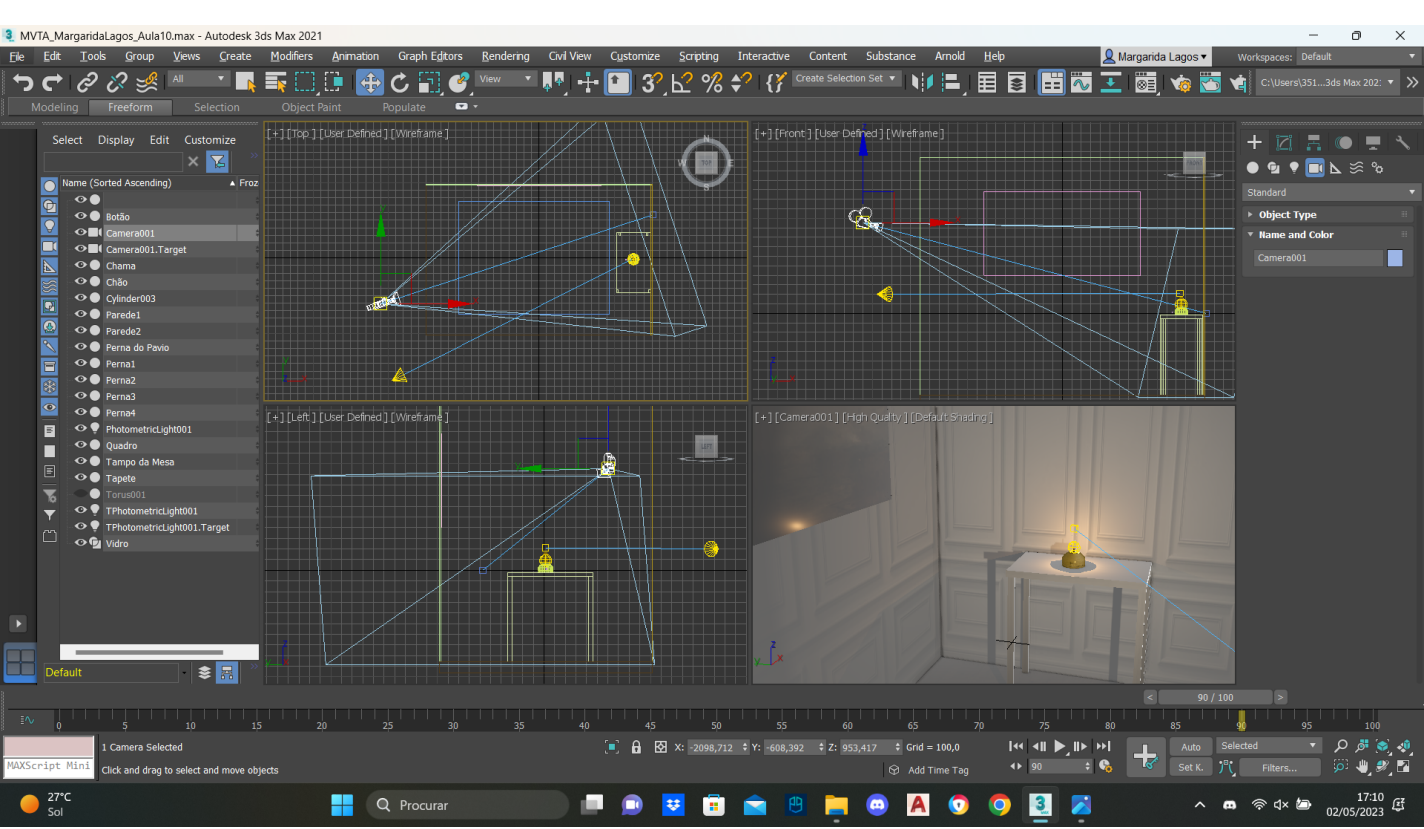 MVTA_MargaridaLagos_Aula10.max - Autodesk 3ds Max 2021
File Edit Tools Group Views Create Modifiers Animation Graph Editors Rendering Civil View Customize Scripting Interactive Content Substance Arnold Help Margarida Lagos Workspaces: Default
All View Create Selection Set C:\Users\351...3ds Max 202:
Modeling Freeform Selection Object Paint Populate
Select Display Edit Customize
Name (Sorted Ascending) Froz
Botão
Camera001
Camera001.Target
Chama
Chão
Cylinder003
Parede1
Parede2
Perna do Pavio
Perna1
Perna2
Perna3
Perna4
PhotometricLight001
Quadro
Tampo da Mesa
Tapete
Torus001
TPhotometricLight001
TPhotometricLight001.Target
Vidro
Default
[+] [Top ] [User Defined ] [Wireframe ]
N
W TOP E
S
[+] [Front ] [User Defined ] [Wireframe ]
FRONT
[+] [Left ] [User Defined ] [Wireframe ]
LEFT
[+] [Camera001 ] [High Quality ] [Default Shading ]
Standard
Object Type
Name and Color
Camera001
< 90 / 100 >
0 5 10 15 20 25 30 35 40 45 50 55 60 65 70 75 80 85 90 95 100
MAXScript Mini
1 Camera Selected
Click and drag to select and move objects
X: -2098,712 Y: -608,392 Z: 953,417 Grid = 100,0
Add Time Tag
90
Auto Selected
Set K. Filters...
27°C
Sol
Procurar
17:10
02/05/2023